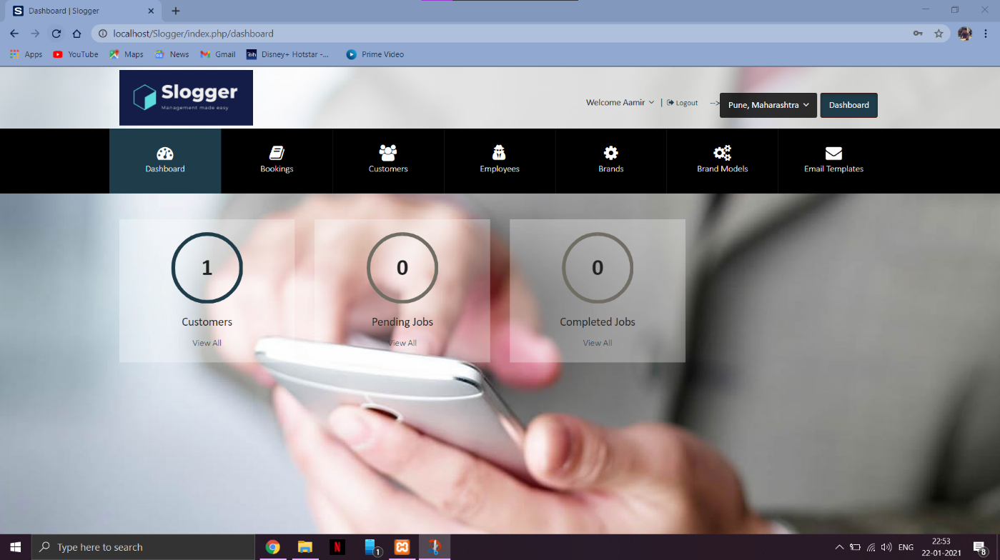 Dashboard | Slogger
localhost/Slogger/index.php/dashboard
Apps YouTube Maps News Gmail Disney+ Hotstar -... Prime Video
Slogger
Management made easy
Welcome Aamir | Logout --> Pune, Maharashtra Dashboard
Dashboard Bookings Customers Employees Brands Brand Models Email Templates
1 0 0
Customers Pending Jobs Completed Jobs
View All View All View All
Type here to search
1
ENG
22:53
22-01-2021
8